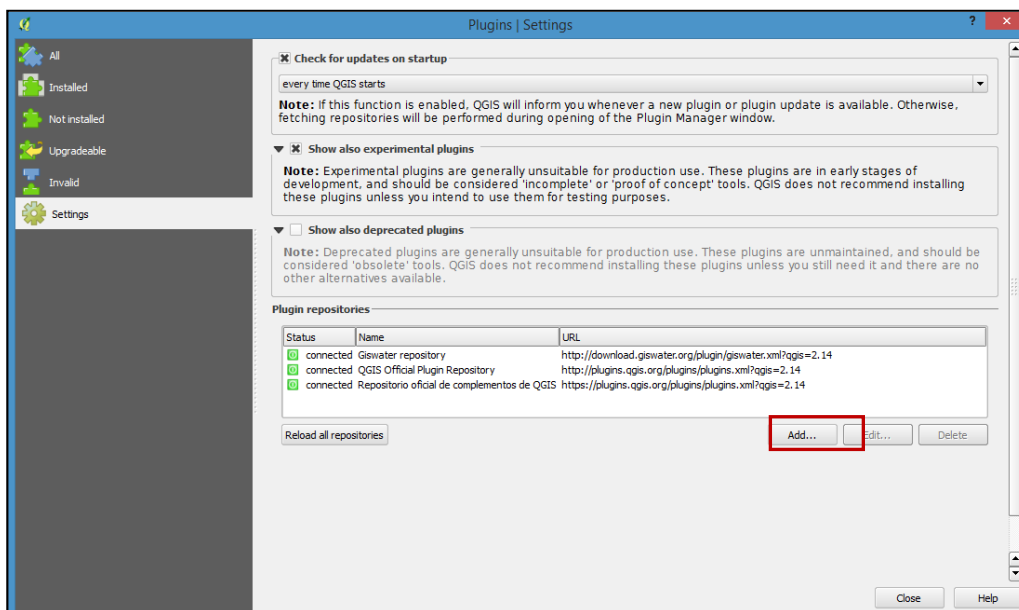 Plugins | Settings
?
All
Installed
Not installed
Upgradeable
Invalid
Settings
Check for updates on startup
every time QGIS starts
Note: If this function is enabled, QGIS will inform you whenever a new plugin or plugin update is available. Otherwise,
fetching repositories will be performed during opening of the Plugin Manager window.
Show also experimental plugins
Note: Experimental plugins are generally unsuitable for production use. These plugins are in early stages of
development, and should be considered 'incomplete' or 'proof of concept' tools. QGIS does not recommend installing
these plugins unless you intend to use them for testing purposes.
Show also deprecated plugins
Note: Deprecated plugins are generally unsuitable for production use. These plugins are unmaintained, and should be
considered 'obsolete' tools. QGIS does not recommend installing these plugins unless you still need it and there are no
other alternatives available.
Plugin repositories
Status Name URL
connected Giswater repository http://download.giswater.org/plugin/giswater.xml?qgis=2.14
connected QGIS Official Plugin Repository http://plugins.qgis.org/plugins/plugins.xml?qgis=2.14
connected Repositorio oficial de complementos de QGIS https://plugins.qgis.org/plugins/plugins.xml?qgis=2.14
Reload all repositories Add... Edit... Delete
Close Help